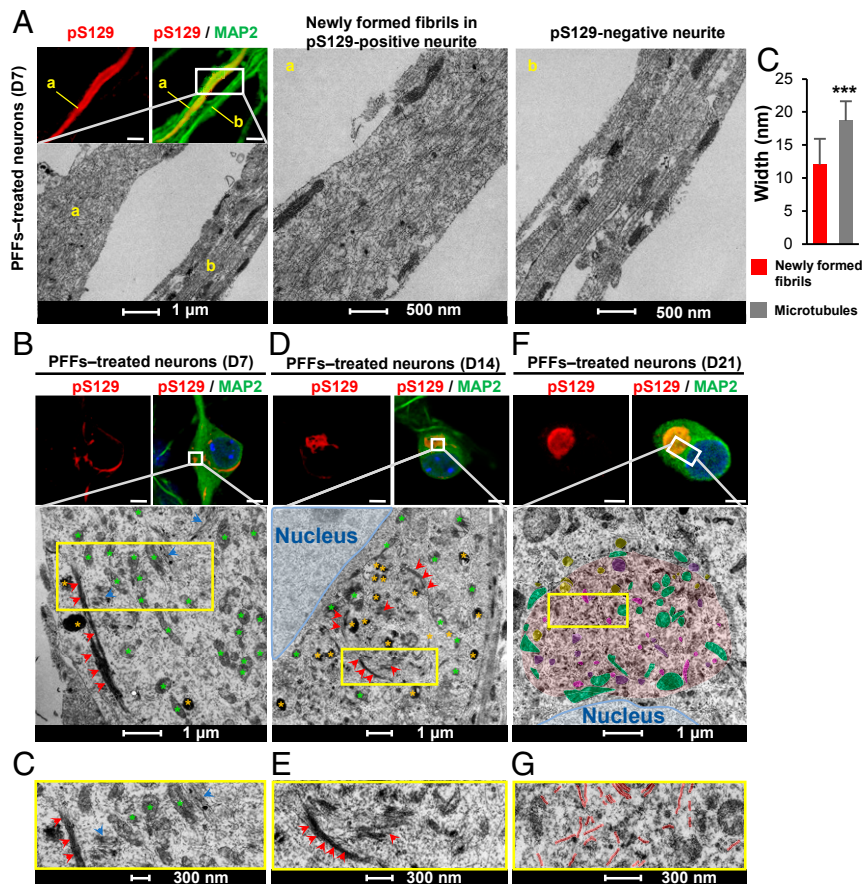 A
pS129
pS129 / MAP2
Newly formed fibrils in
pS129-positive neurite
pS129-negative neurite
PFFs–treated neurons (D7)
a
a
b
a
b
a
b
1 µm
500 nm
500 nm
C
Width (nm)
25
20
15
10
5
0
***
Newly formed
fibrils
Microtubules
B
PFFs–treated neurons (D7)
pS129
pS129 / MAP2
1 µm
D
PFFs–treated neurons (D14)
pS129
pS129 / MAP2
Nucleus
1 µm
F
PFFs–treated neurons (D21)
pS129
pS129 / MAP2
Nucleus
1 µm
C
300 nm
E
300 nm
G
300 nm